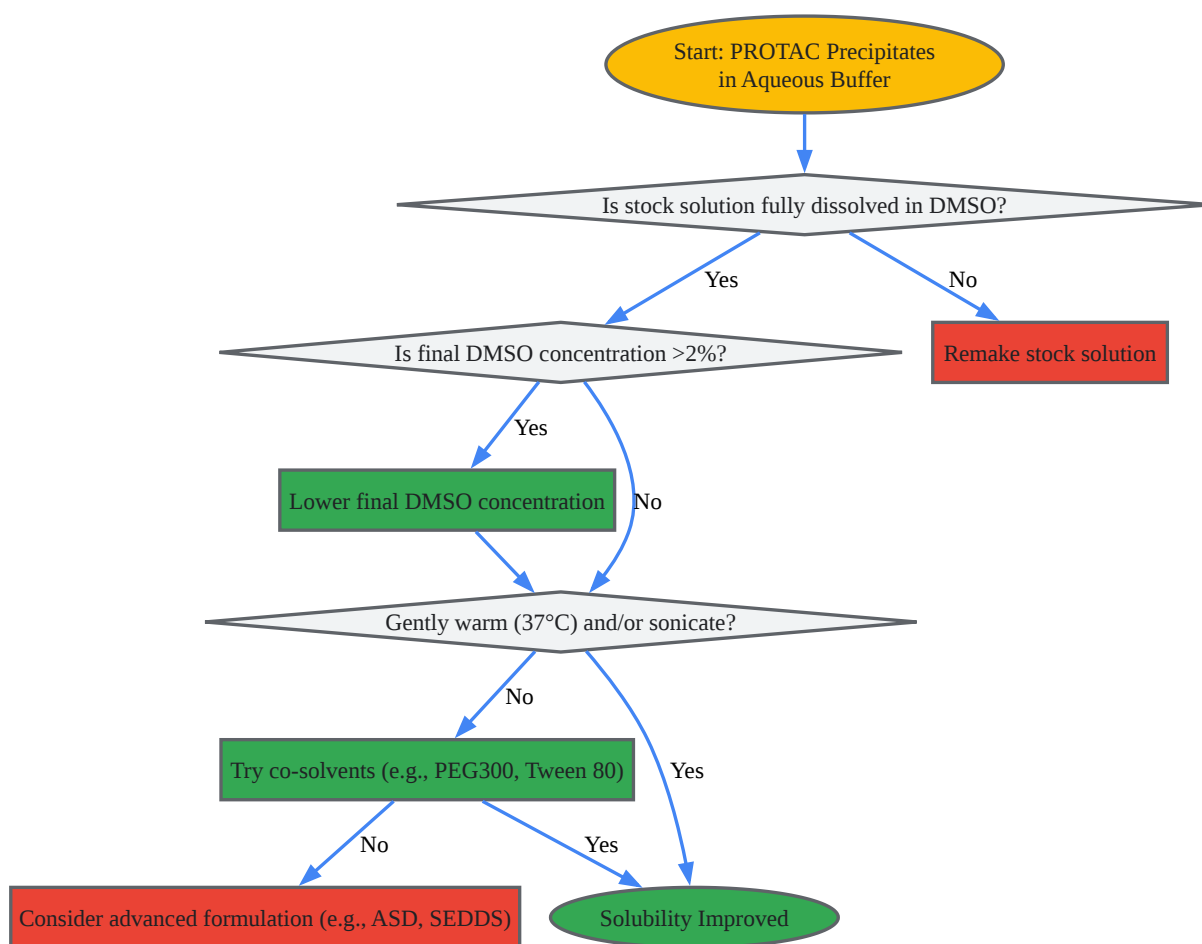 Start: PROTAC Precipitates
in Aqueous Buffer
Is stock solution fully dissolved in DMSO?
Yes
No
Is final DMSO concentration >2%?
Remake stock solution
Yes
No
Lower final DMSO concentration
Gently warm (37°C) and/or sonicate?
No
Yes
Try co-solvents (e.g., PEG300, Tween 80)
No
Yes
Consider advanced formulation (e.g., ASD, SEDDS)
Solubility Improved